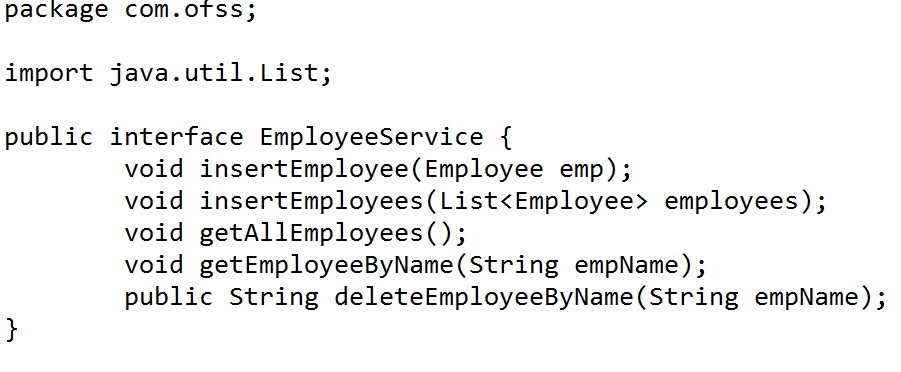 package com.ofss;
import java.util.List;
public interface EmployeeService {
void insertEmployee(Employee emp);
void insertEmployees(List<Employee> employees);
void getAllEmployees();
void getEmployeeByName(String empName);
public String deleteEmployeeByName(String empName);
}